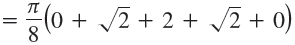 = π/8 (0 + √2 + 2 + √2 + 0)